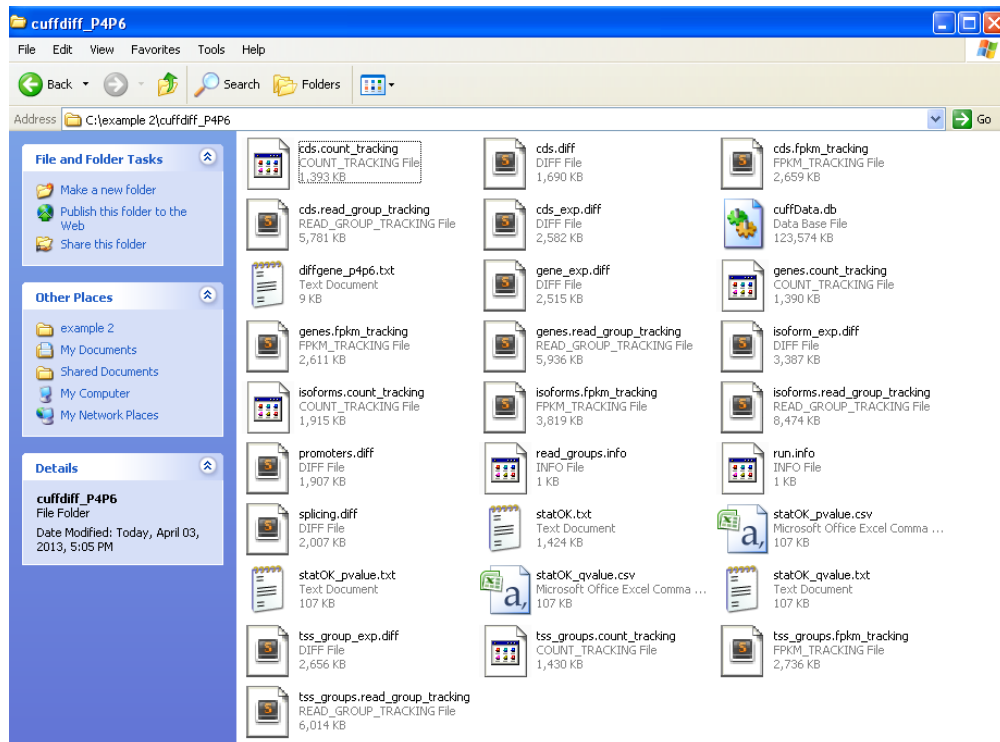 cuffdiff_P4P6
File Edit View Favorites Tools Help
Back Search Folders
Address C:\example 2\cuffdiff_P4P6 Go
File and Folder Tasks
Make a new folder
Publish this folder to the
Web
Share this folder
Other Places
example 2
My Documents
Shared Documents
My Computer
My Network Places
Details
cuffdiff_P4P6
File Folder
Date Modified: Today, April 03,
2013, 5:05 PM
cds.count_tracking
COUNT_TRACKING File
1,393 KB
cds.diff
DIFF File
1,690 KB
cds.fpkm_tracking
FPKM_TRACKING File
2,659 KB
cds.read_group_tracking
READ_GROUP_TRACKING File
5,781 KB
cds_exp.diff
DIFF File
2,582 KB
cuffData.db
Data Base File
123,574 KB
diffgene_p4p6.txt
Text Document
9 KB
gene_exp.diff
DIFF File
2,515 KB
genes.count_tracking
COUNT_TRACKING File
1,390 KB
genes.fpkm_tracking
FPKM_TRACKING File
2,611 KB
genes.read_group_tracking
READ_GROUP_TRACKING File
5,936 KB
isoform_exp.diff
DIFF File
3,387 KB
isoforms.count_tracking
COUNT_TRACKING File
1,915 KB
isoforms.fpkm_tracking
FPKM_TRACKING File
3,819 KB
isoforms.read_group_tracking
READ_GROUP_TRACKING File
8,474 KB
promoters.diff
DIFF File
1,907 KB
read_groups.info
INFO File
1 KB
run.info
INFO File
1 KB
splicing.diff
DIFF File
2,007 KB
statOK.txt
Text Document
1,424 KB
statOK_pvalue.csv
Microsoft Office Excel Comma ...
107 KB
statOK_pvalue.txt
Text Document
107 KB
statOK_qvalue.csv
Microsoft Office Excel Comma ...
107 KB
statOK_qvalue.txt
Text Document
107 KB
tss_group_exp.diff
DIFF File
2,656 KB
tss_groups.count_tracking
COUNT_TRACKING File
1,430 KB
tss_groups.fpkm_tracking
FPKM_TRACKING File
2,736 KB
tss_groups.read_group_tracking
READ_GROUP_TRACKING File
6,014 KB